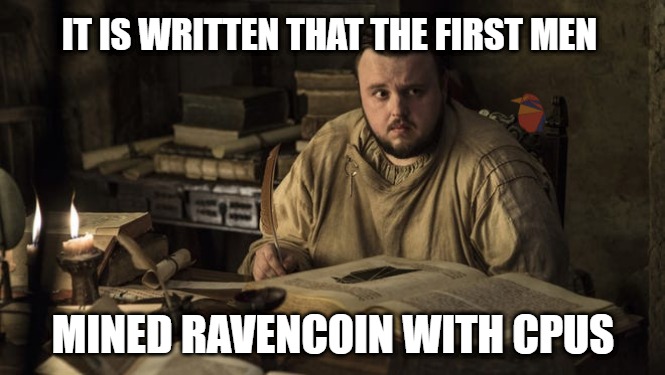 IT IS WRITTEN THAT THE FIRST MEN
MINED RAVENCOIN WITH CPUS